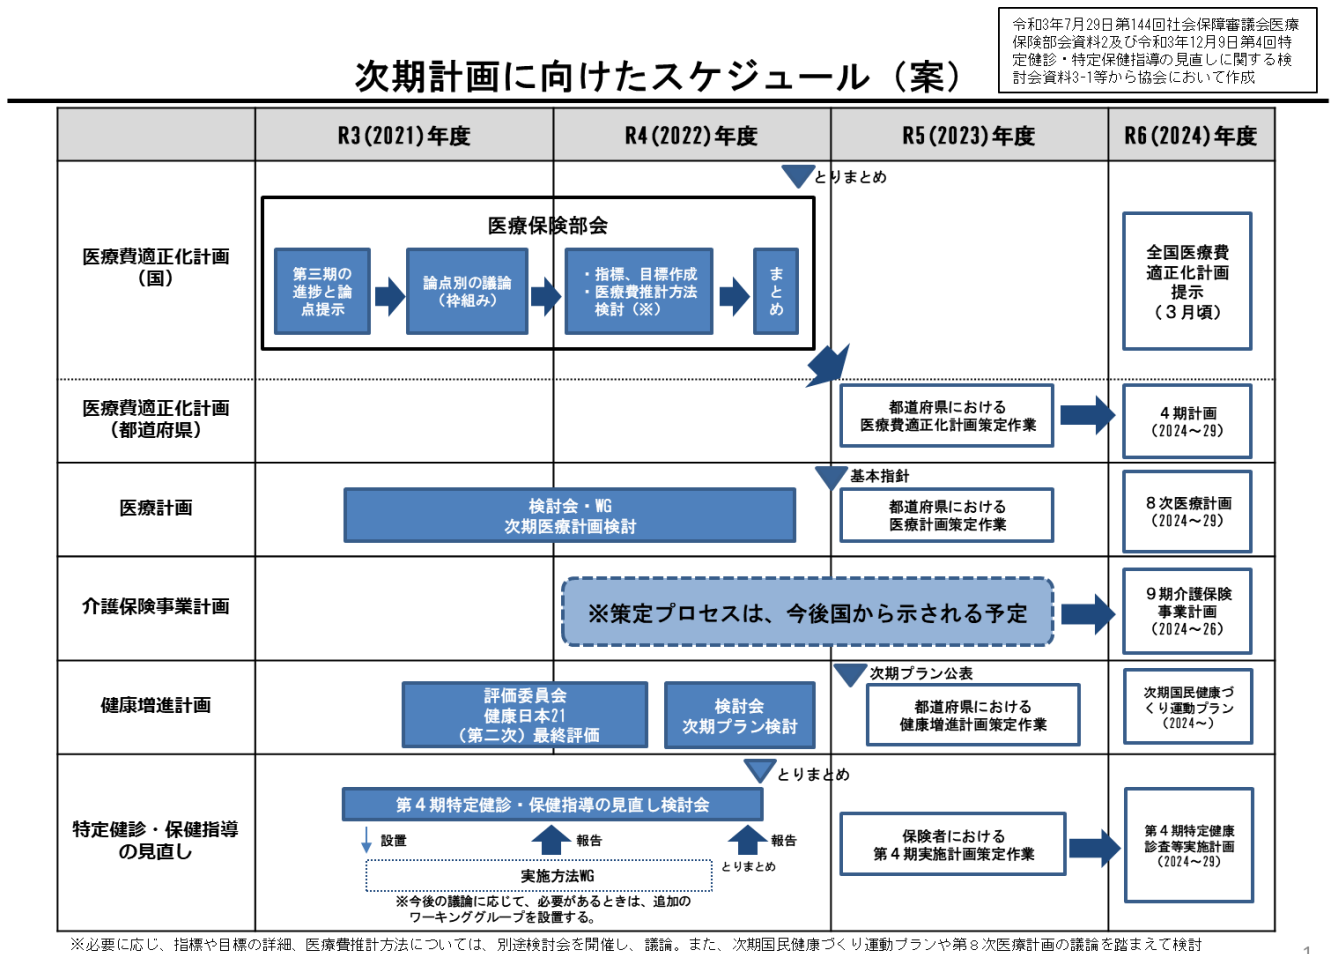 令和3年7月29日第144回社会保障審議会医療
保険部会資料2及び令和3年12月9日第4回特
定健診・特定保健指導の見直しに関する検
討会資料3-1等から協会において作成
次期計画に向けたスケジュール（案）
R3(2021)年度
R4(2022)年度
R5(2023)年度
R6(2024)年度
医療費適正化計画
（国）
とりまとめ
医療保険部会
第三期の
進捗と論
点提示
論点別の議論
（枠組み）
・指標、目標作成
・医療費推計方法
検討（※）
まとめ
全国医療費
適正化計画
提示
（３月頃）
医療費適正化計画
（都道府県）
都道府県における
医療費適正化計画策定作業
４期計画
(2024～29)
医療計画
検討会・WG
次期医療計画検討
基本指針
都道府県における
医療計画策定作業
８次医療計画
(2024～29)
介護保険事業計画
※策定プロセスは、今後国から示される予定
９期介護保険
事業計画
(2024～26)
健康増進計画
評価委員会
健康日本21
（第二次）最終評価
検討会
次期プラン検討
次期プラン公表
都道府県における
健康増進計画策定作業
次期国民健康づ
くり運動プラン
(2024～)
特定健診・保健指導
の見直し
とりまとめ
第４期特定健診・保健指導の見直し検討会
設置
報告
報告
とりまとめ
実施方法WG
※今後の議論に応じて、必要があるときは、追加の
ワーキンググループを設置する。
保険者における
第４期実施計画策定作業
第４期特定健康
診査等実施計画
(2024～29)
※必要に応じ、指標や目標の詳細、医療費推計方法については、別途検討会を開催し、議論。また、次期国民健康づくり運動プランや第８次医療計画の議論を踏まえて検討
1